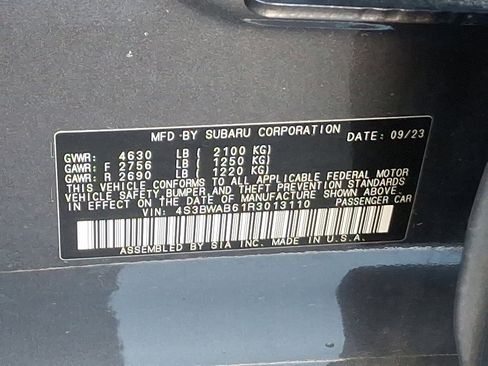 MFD·BY SUBARU CORPORATION DATE: 09/23
GVWR: 4630 LB ( 2100 KG)
GAWR: F 2756 LB ( 1250 KG)
GAWR: R 2690 LB ( 1220 KG)
THIS VEHICLE CONFORMS TO ALL APPLICABLE FEDERAL MOTOR
VEHICLE SAFETY, BUMPER, AND THEFT PREVENTION STANDARDS
IN EFFECT ON THE DATE OF MANUFACTURE SHOWN ABOVE.
VIN: 4S3BWAB61R3013110 PASSENGER CAR
ASSEMBLED BY SIA INC. MADE IN U.S.A.